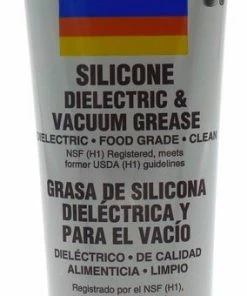 ®
SILICONE
DIELECTRIC &
VACUUM GREASE
DIELECTRIC • FOOD GRADE • CLEAN
NSF (H1) Registered, meets
former USDA (H1) guidelines
GRASA DE SILICONA
DIELÉCTRICA Y
PARA EL VACÍO
DIELÉCTRICO • DE CALIDAD
ALIMENTICIA • LIMPIO
Registrado por el NSF (H1),